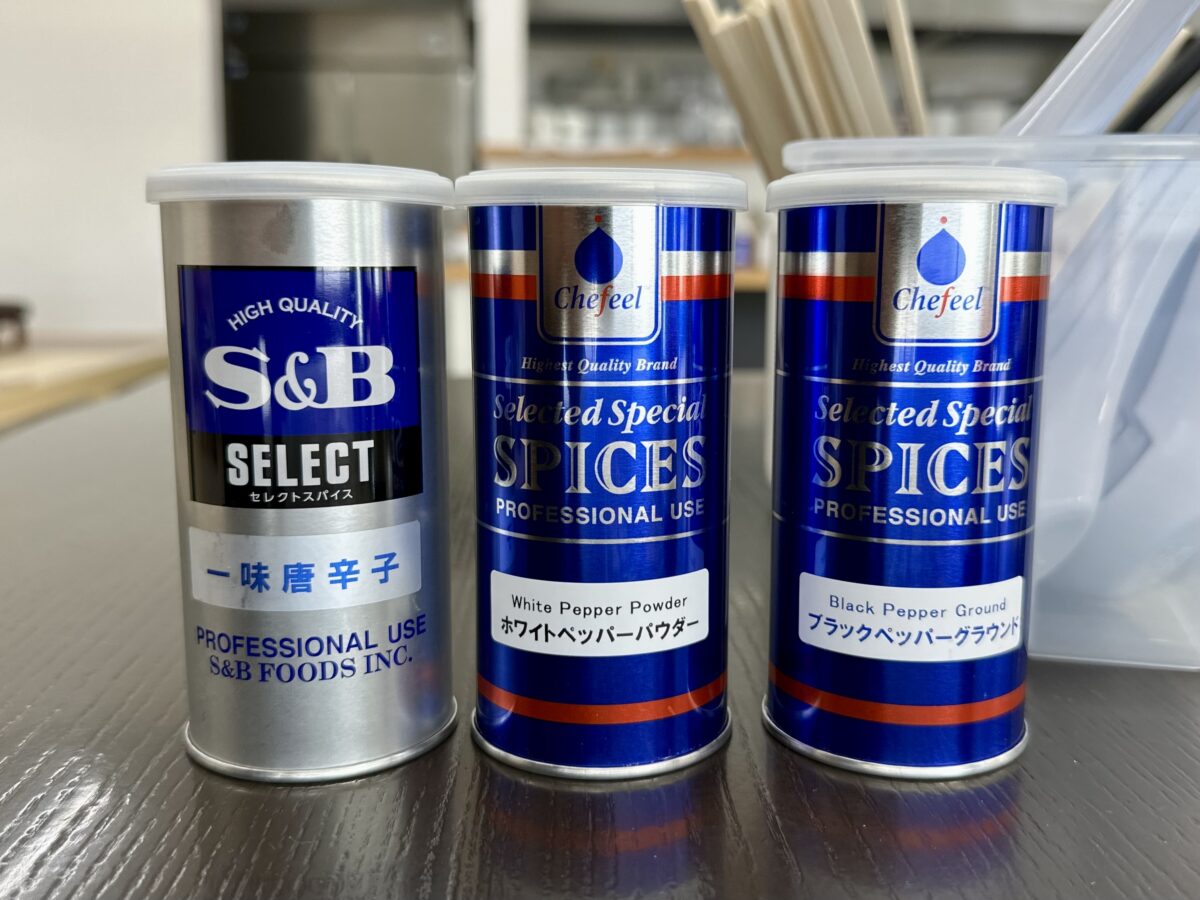 HIGH QUALITY
S&B
SELECT
セレクトスパイス
一味唐辛子
PROFESSIONAL USE
S&B FOODS INC.
Chefeel
Highest Quality Brand
Selected Special
SPICES
PROFESSIONAL USE
White Pepper Powder
ホワイトペッパーパウダー
Chefeel
Highest Quality Brand
Selected Special
SPICES
PROFESSIONAL USE
Black Pepper Ground
ブラックペッパーグラウンド